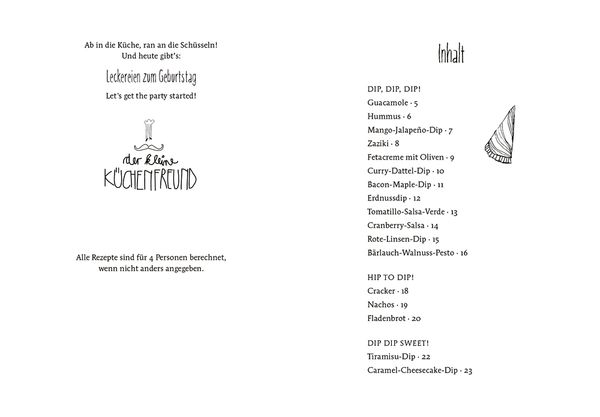 Ab in die Küche, ran an die Schüsseln!
Und heute gibt's:
Leckereien zum Geburtstag
Let's get the party started!
der kleine
KÜCHENFREUND
Alle Rezepte sind für 4 Personen berechnet,
wenn nicht anders angegeben.
Inhalt
DIP, DIP, DIP!
Guacamole · 5
Hummus · 6
Mango-Jalapeño-Dip · 7
Zaziki · 8
Fetacreme mit Oliven · 9
Curry-Dattel-Dip · 10
Bacon-Maple-Dip · 11
Erdnussdip · 12
Tomatillo-Salsa-Verde · 13
Cranberry-Salsa · 14
Rote-Linsen-Dip · 15
Bärlauch-Walnuss-Pesto · 16
HIP TO DIP!
Cracker · 18
Nachos · 19
Fladenbrot · 20
DIP DIP SWEET!
Tiramisu-Dip · 22
Caramel-Cheesecake-Dip · 23